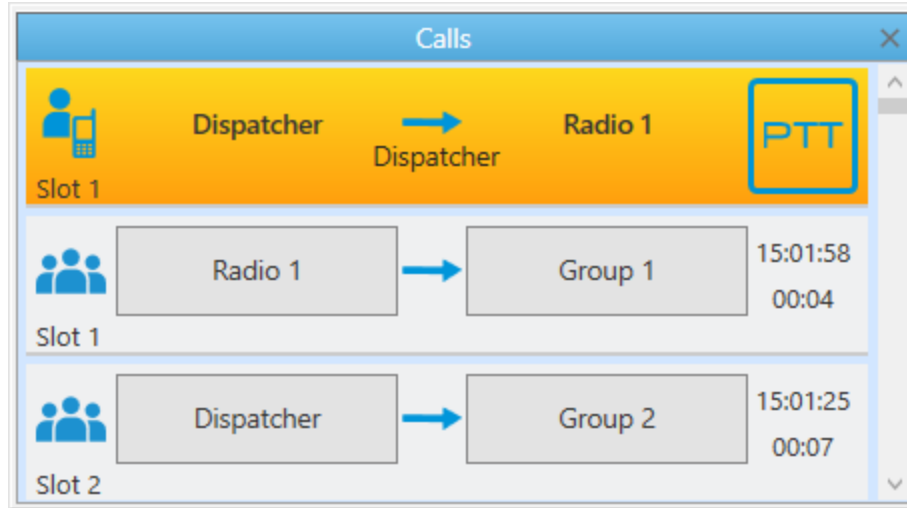 Calls
Dispatcher Radio 1 PTT
Dispatcher
Slot 1
Radio 1 Group 1 15:01:58
00:04
Slot 1
Dispatcher Group 2 15:01:25
00:07
Slot 2